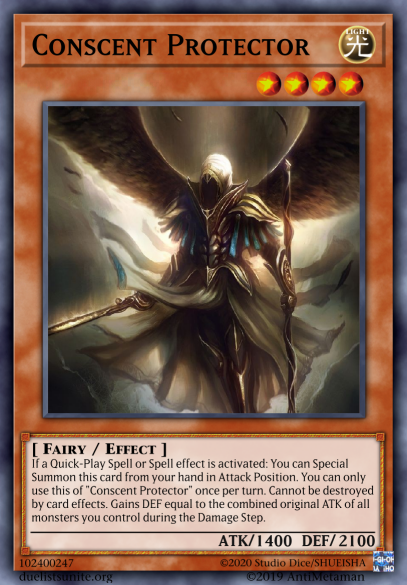 CONSCENT PROTECTOR
LIGHT
光
[ FAIRY / EFFECT ]
If a Quick-Play Spell or Spell effect is activated: You can Special
Summon this card from your hand in Attack Position. You can only
use this of "Conscent Protector" once per turn. Cannot be destroyed
by card effects. Gains DEF equal to the combined original ATK of all
monsters you control during the Damage Step.
ATK/1400 DEF/2100
102400247
©2020 Studio Dice/SHUEISHA
duelistsunite.org
©2019 AntiMetaman